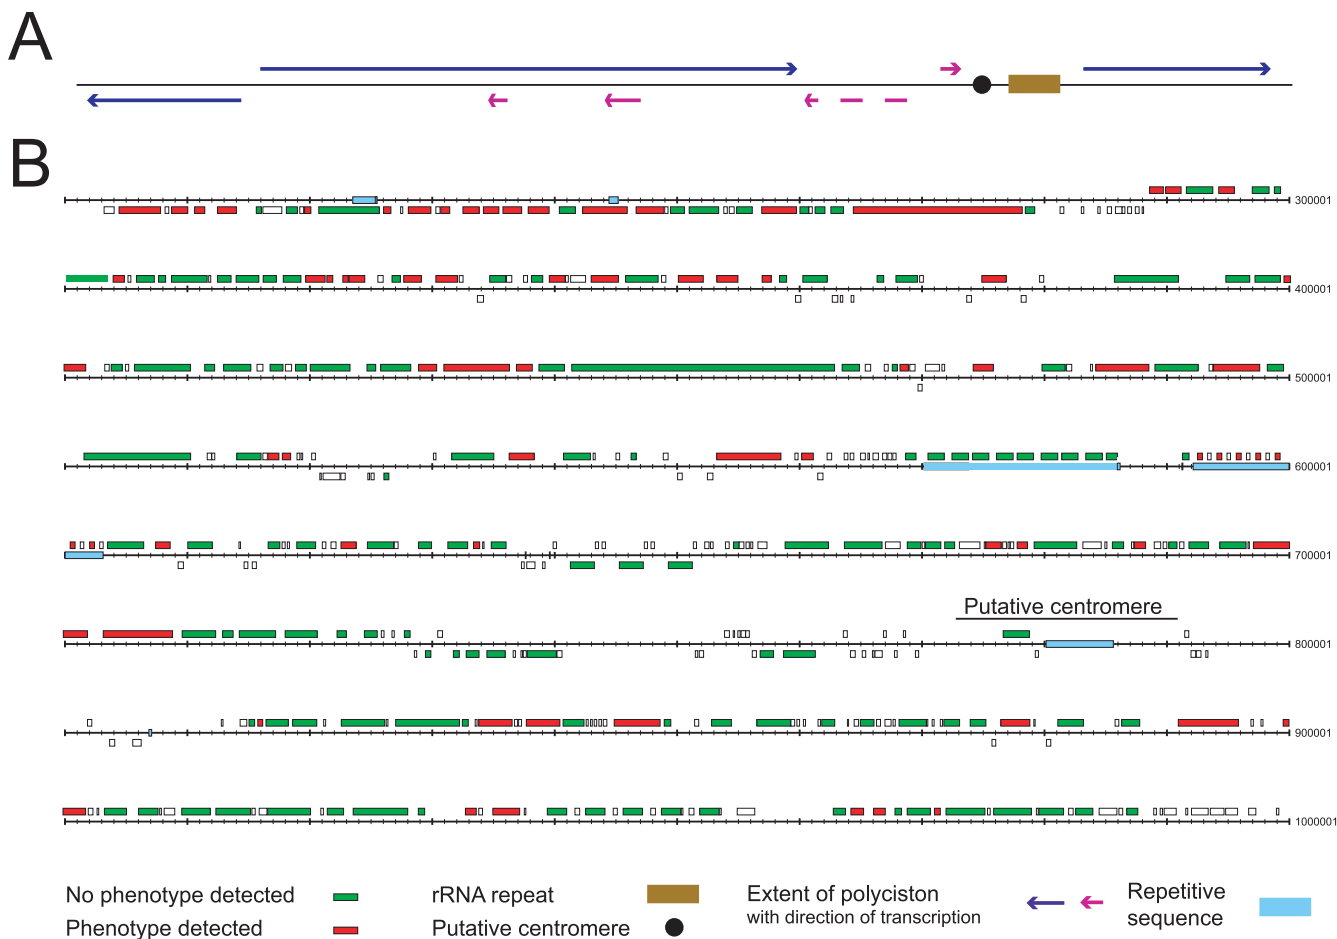 A
B
300001
400001
500001
600001
700001
Putative centromere
800001
900001
1000001
No phenotype detected
rRNA repeat
Extent of polyciston
with direction of transcription
Repetitive
sequence
Phenotype detected
Putative centromere